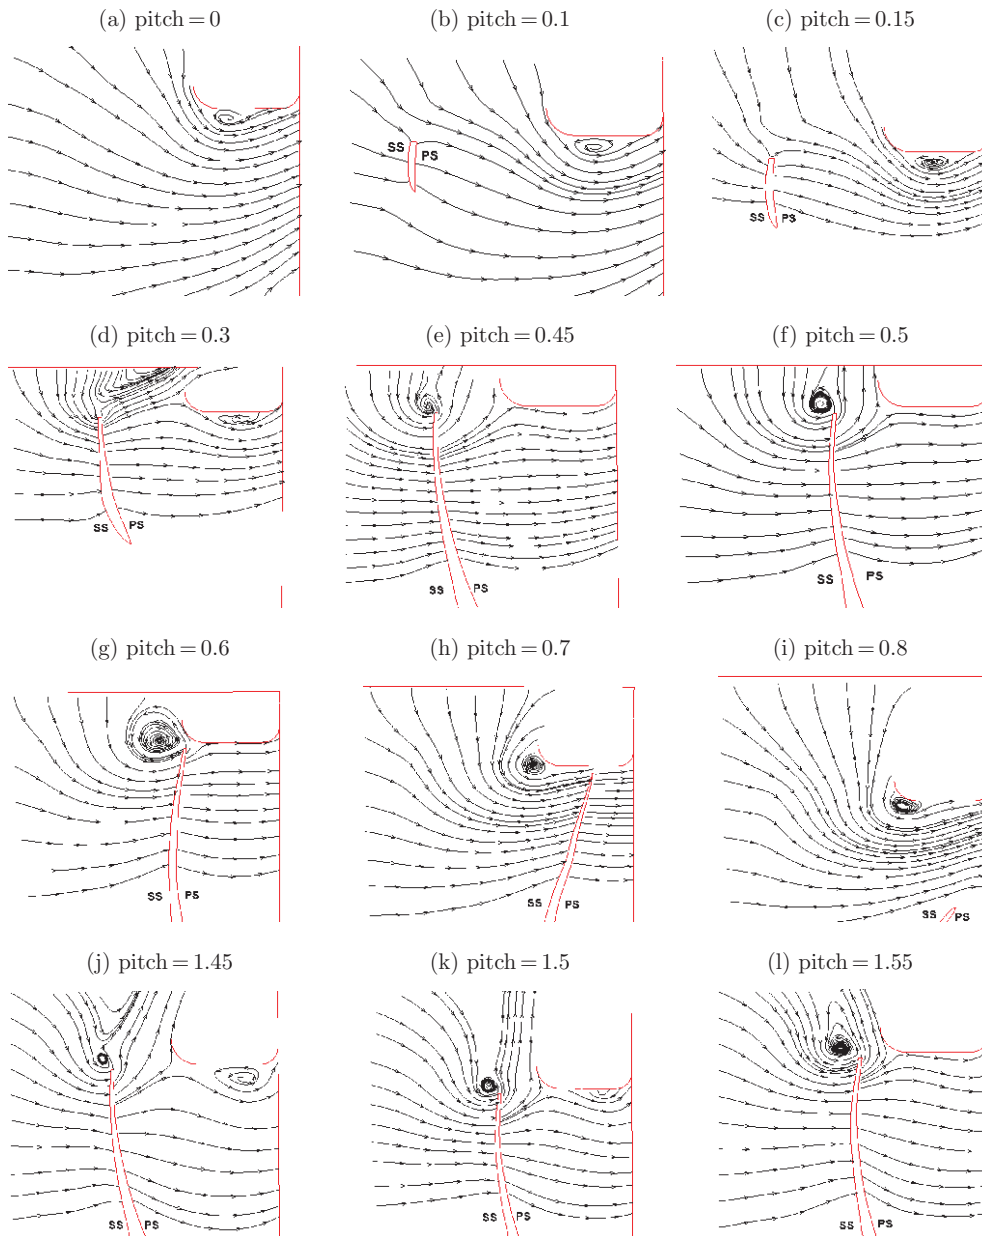 (a) pitch = 0
(b) pitch = 0.1
(c) pitch = 0.15
SS PS
SS PS
(d) pitch = 0.3
(e) pitch = 0.45
(f) pitch = 0.5
SS PS
SS PS
SS PS
(g) pitch = 0.6
(h) pitch = 0.7
(i) pitch = 0.8
SS PS
SS PS
SS PS
(j) pitch = 1.45
(k) pitch = 1.5
(l) pitch = 1.55
SS PS
SS PS
SS PS